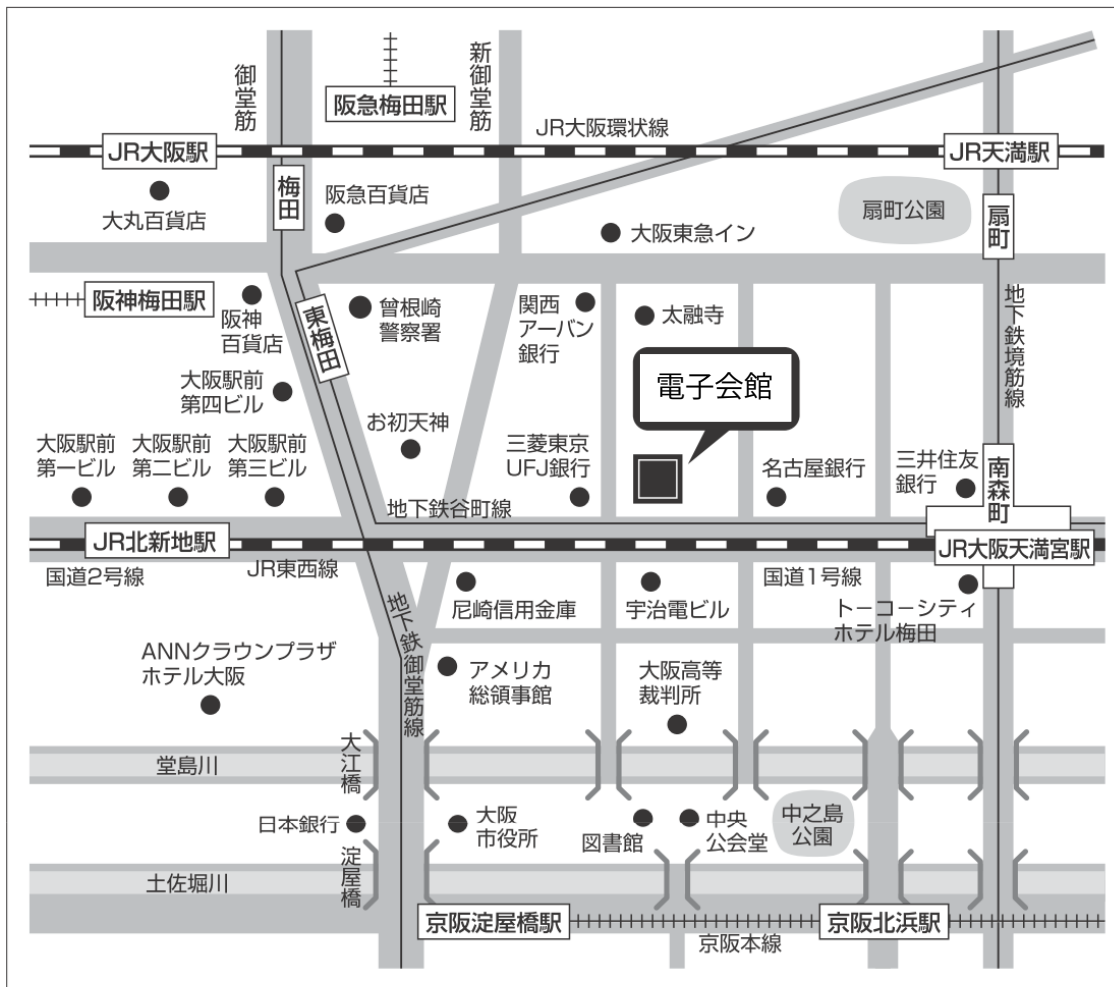 御堂筋
新御堂筋
阪急梅田駅
JR大阪環状線
JR大阪駅
JR天満駅
梅田
大丸百貨店
阪急百貨店
大阪東急イン
扇町公園
扇町
阪神梅田駅
阪神
百貨店
東梅田
曾根崎
警察署
関西
アーバン
銀行
太融寺
地下鉄境筋線
電子会館
大阪駅前
第四ビル
お初天神
大阪駅前
第一ビル
大阪駅前
第二ビル
大阪駅前
第三ビル
三菱東京
UFJ銀行
名古屋銀行
三井住友
銀行
南森町
地下鉄谷町線
JR北新地駅
JR大阪天満宮駅
国道2号線
JR東西線
国道1号線
地下鉄御堂筋線
尼崎信用金庫
宇治電ビル
トーコーシティ
ホテル梅田
ANNクラウンプラザ
ホテル大阪
アメリカ
総領事館
大阪高等
裁判所
大江橋
堂島川
日本銀行
大阪
市役所
図書館
中央
公会堂
中之島
公園
淀屋橋
土佐堀川
京阪淀屋橋駅
京阪北浜駅
京阪本線